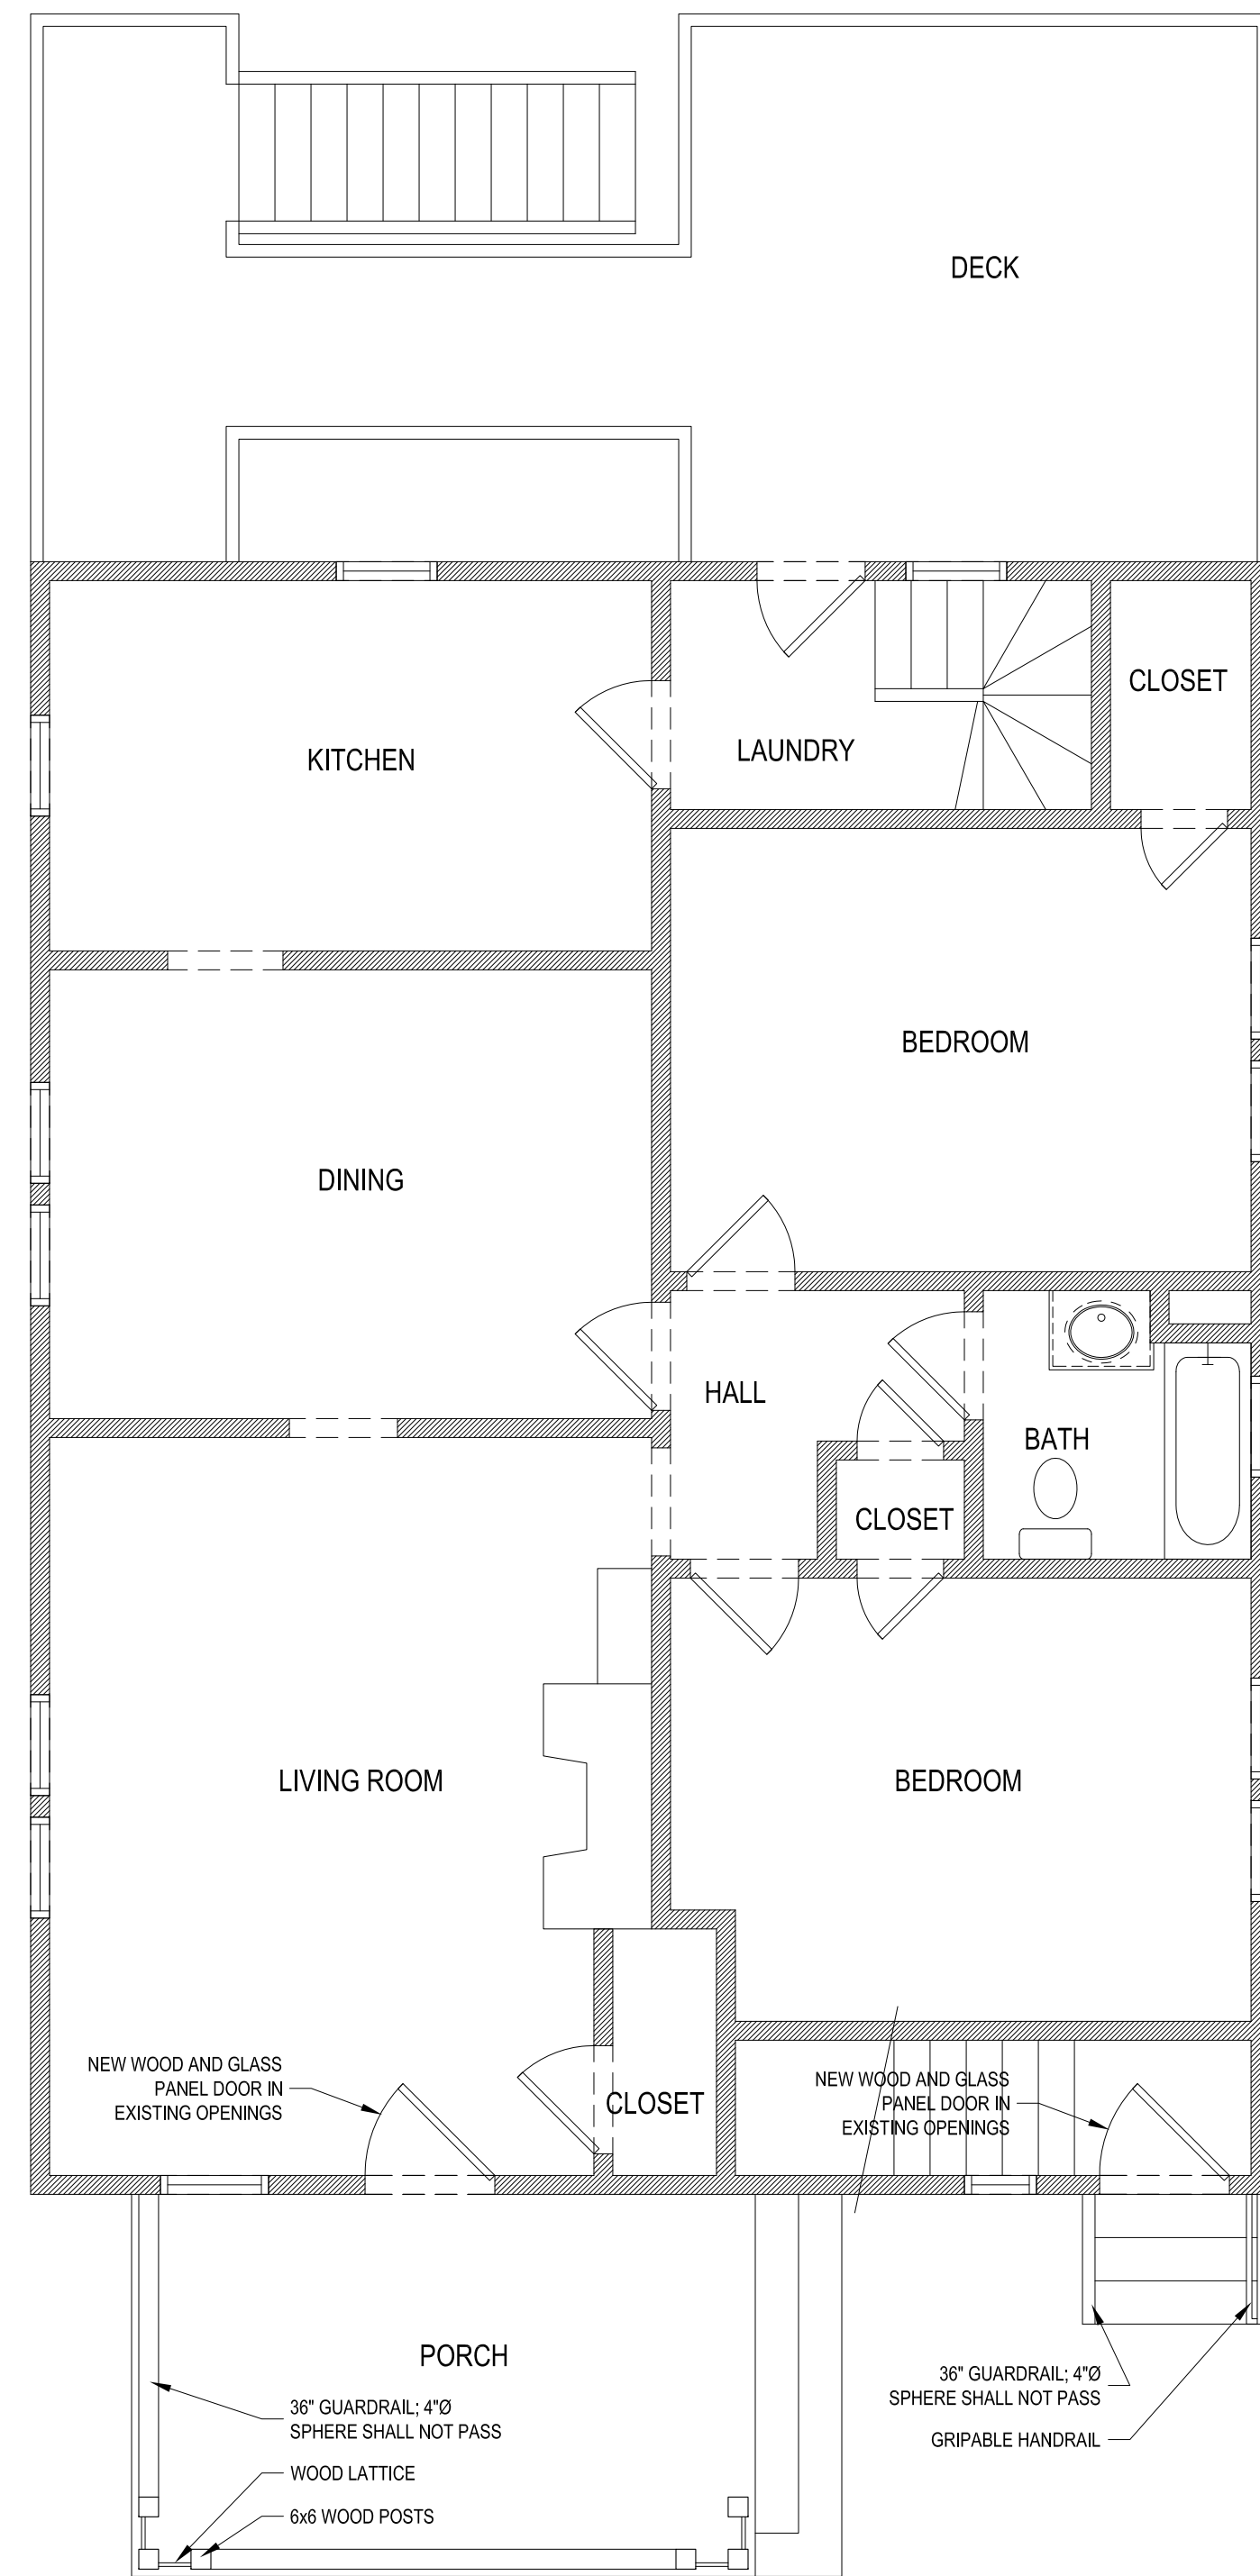 DECK
CLOSET
LAUNDRY
KITCHEN
BEDROOM
DINING
HALL
BATH
CLOSET
LIVING ROOM
BEDROOM
NEW WOOD AND GLASS
PANEL DOOR IN
EXISTING OPENINGS
CLOSET
NEW WOOD AND GLASS
PANEL DOOR IN
EXISTING OPENINGS
PORCH
36" GUARDRAIL; 4"Ø
SPHERE SHALL NOT PASS
WOOD LATTICE
6x6 WOOD POSTS
36" GUARDRAIL; 4"Ø
SPHERE SHALL NOT PASS
GRIPABLE HANDRAIL